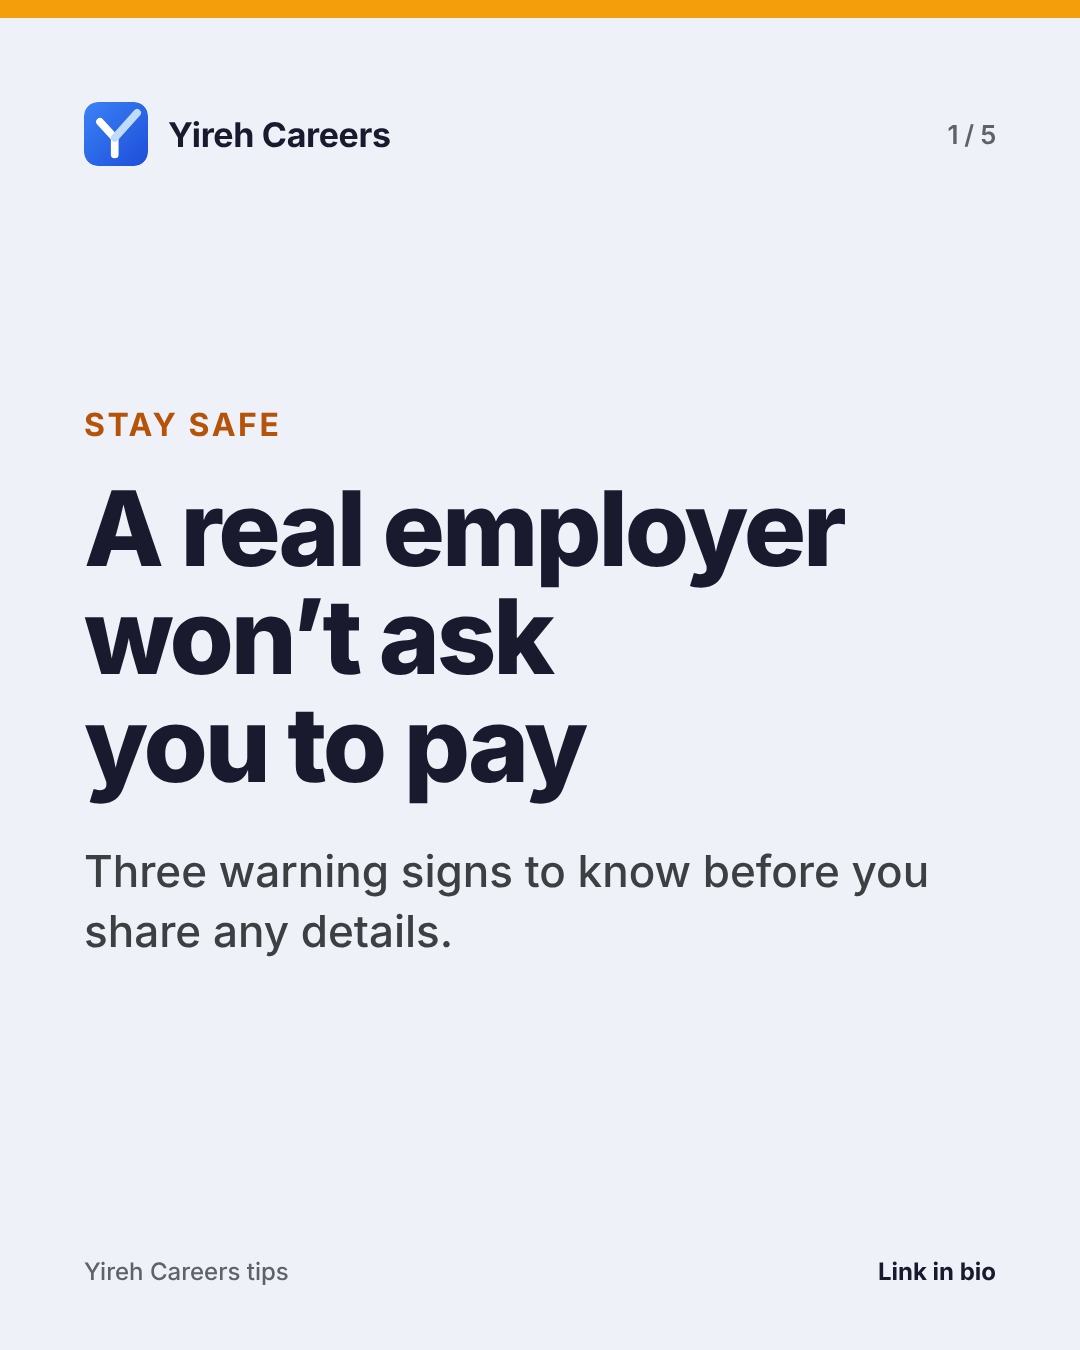 Yireh Careers
1 / 5
STAY SAFE
A real employer
won’t ask
you to pay
Three warning signs to know before you
share any details.
Yireh Careers tips
Link in bio